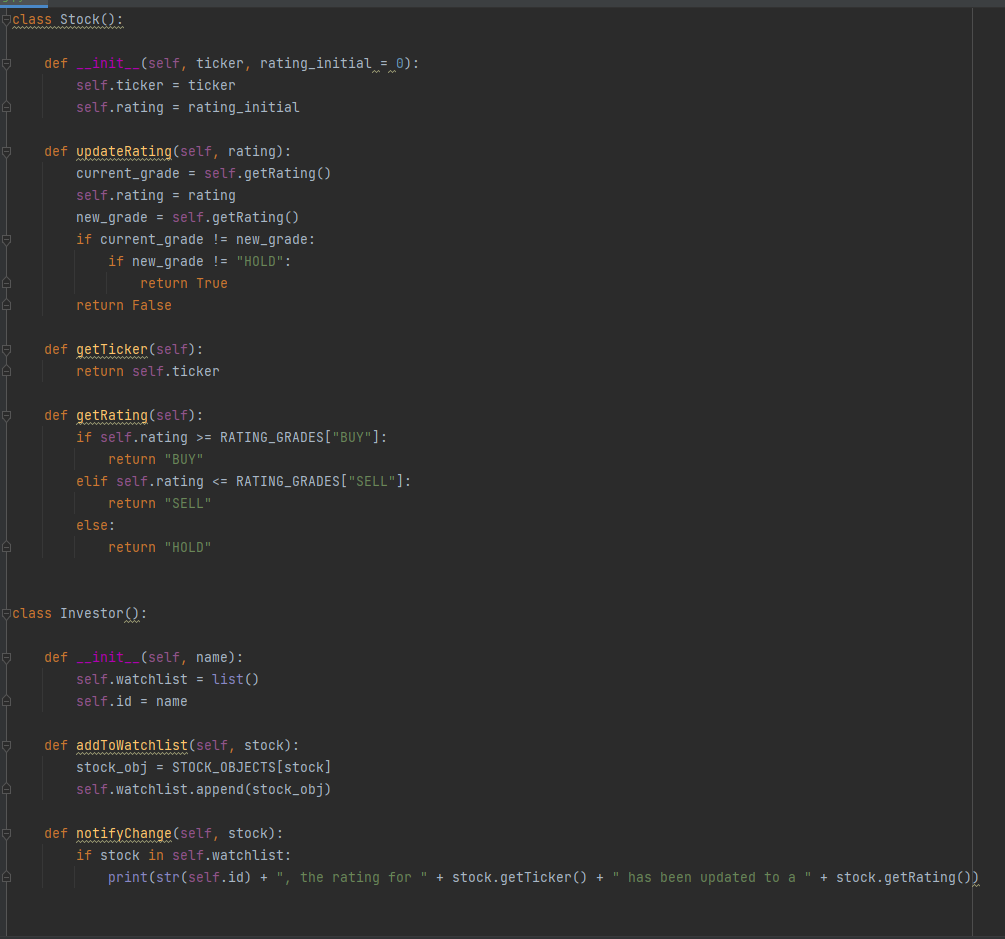 class Stock():
    def __init__(self, ticker, rating_initial = 0):
        self.ticker = ticker
        self.rating = rating_initial
    def updateRating(self, rating):
        current_grade = self.getRating()
        self.rating = rating
        new_grade = self.getRating()
        if current_grade != new_grade:
            if new_grade != "HOLD":
                return True
        return False
    def getTicker(self):
        return self.ticker
    def getRating(self):
        if self.rating >= RATING_GRADES["BUY"]:
            return "BUY"
        elif self.rating <= RATING_GRADES["SELL"]:
            return "SELL"
        else:
            return "HOLD"
class Investor():
    def __init__(self, name):
        self.watchlist = list()
        self.id = name
    def addToWatchlist(self, stock):
        stock_obj = STOCK_OBJECTS[stock]
        self.watchlist.append(stock_obj)
    def notifyChange(self, stock):
        if stock in self.watchlist:
            print(str(self.id) + ", the rating for " + stock.getTicker() + " has been updated to a " + stock.getRating())